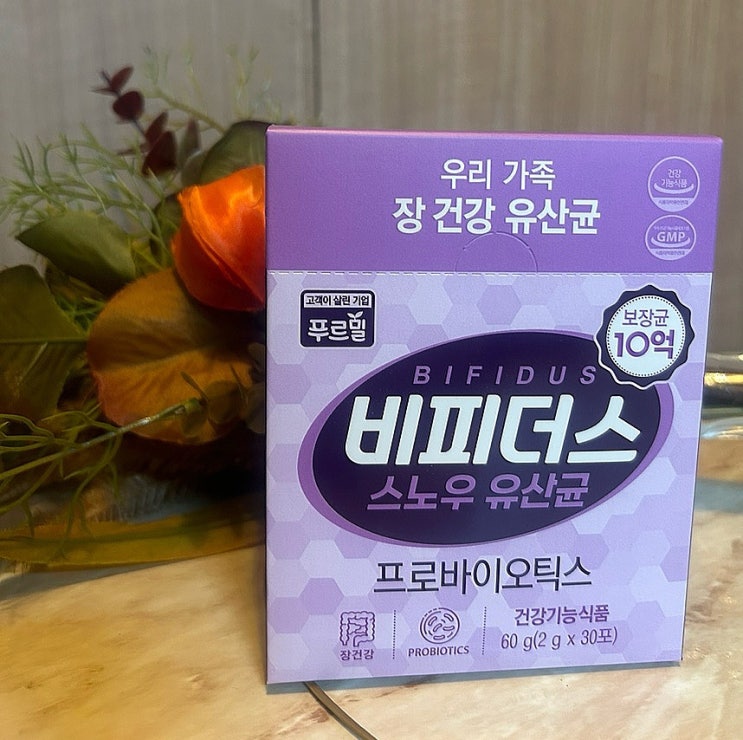 우리 가족
장 건강 유산균
건강
기능식품
GMP
고객이 살린 기업
푸르밀
보장균
10억
BIFIDUS
비피더스
스노우 유산균
프로바이오틱스
장건강
PROBIOTICS
건강기능식품
60 g(2 g x 30포)